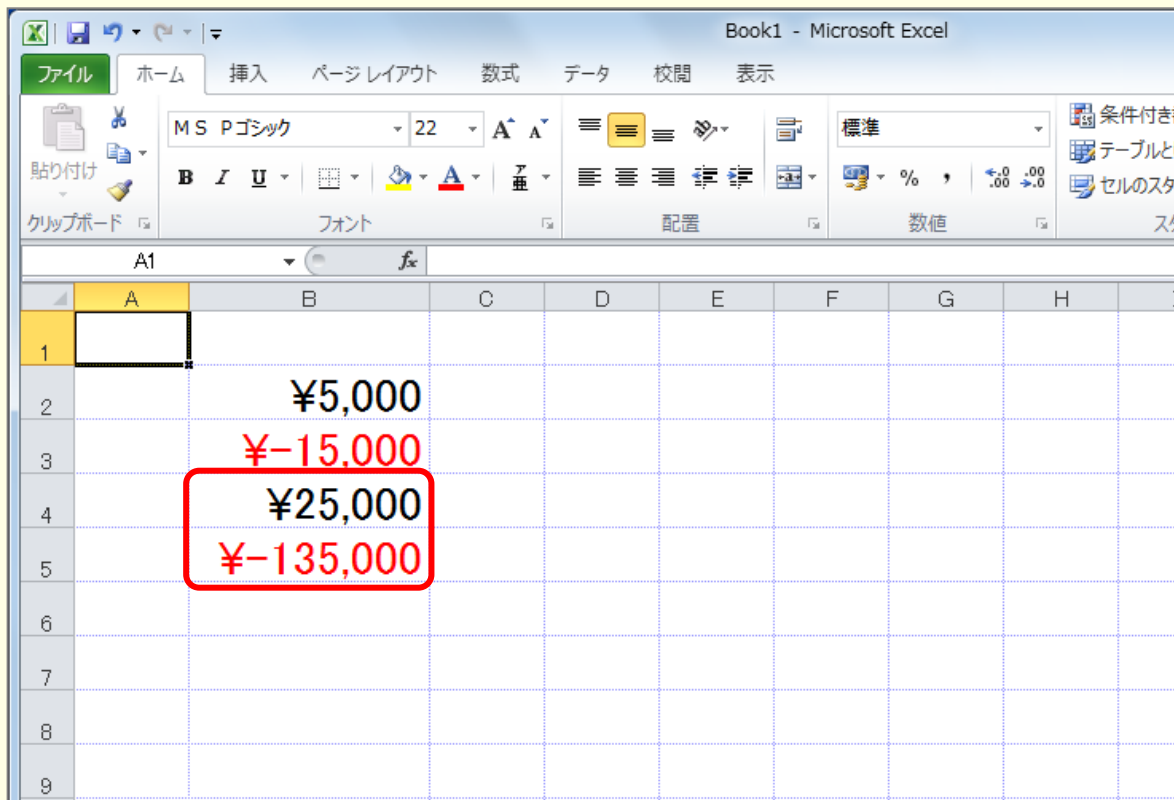 Book1 - Microsoft Excel
ファイル ホーム 挿入 ページ レイアウト 数式 データ 校閲 表示
ＭＳ Ｐゴシック 22 A A 標準 条件付き
貼り付け B I U A ア亜 % , テーブルと
セルのスタ
クリップボード フォント 配置 数値
A1 fx
A B C D E F G H
1
2 ¥5,000
3 ¥-15,000
4 ¥25,000
5 ¥-135,000
6
7
8
9